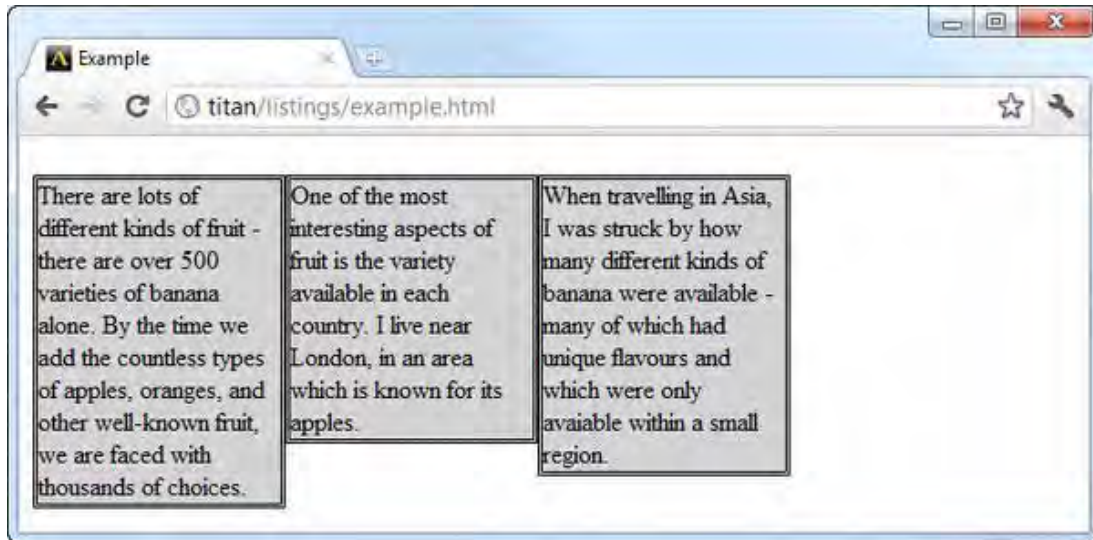 Example
titan/listings/example.html
There are lots of
different kinds of fruit -
there are over 500
varieties of banana
alone. By the time we
add the countless types
of apples, oranges, and
other well-known fruit,
we are faced with
thousands of choices.
One of the most
interesting aspects of
fruit is the variety
available in each
country. I live near
London, in an area
which is known for its
apples.
When travelling in Asia,
I was struck by how
many different kinds of
banana were available -
many of which had
unique flavours and
which were only
avaiable within a small
region.